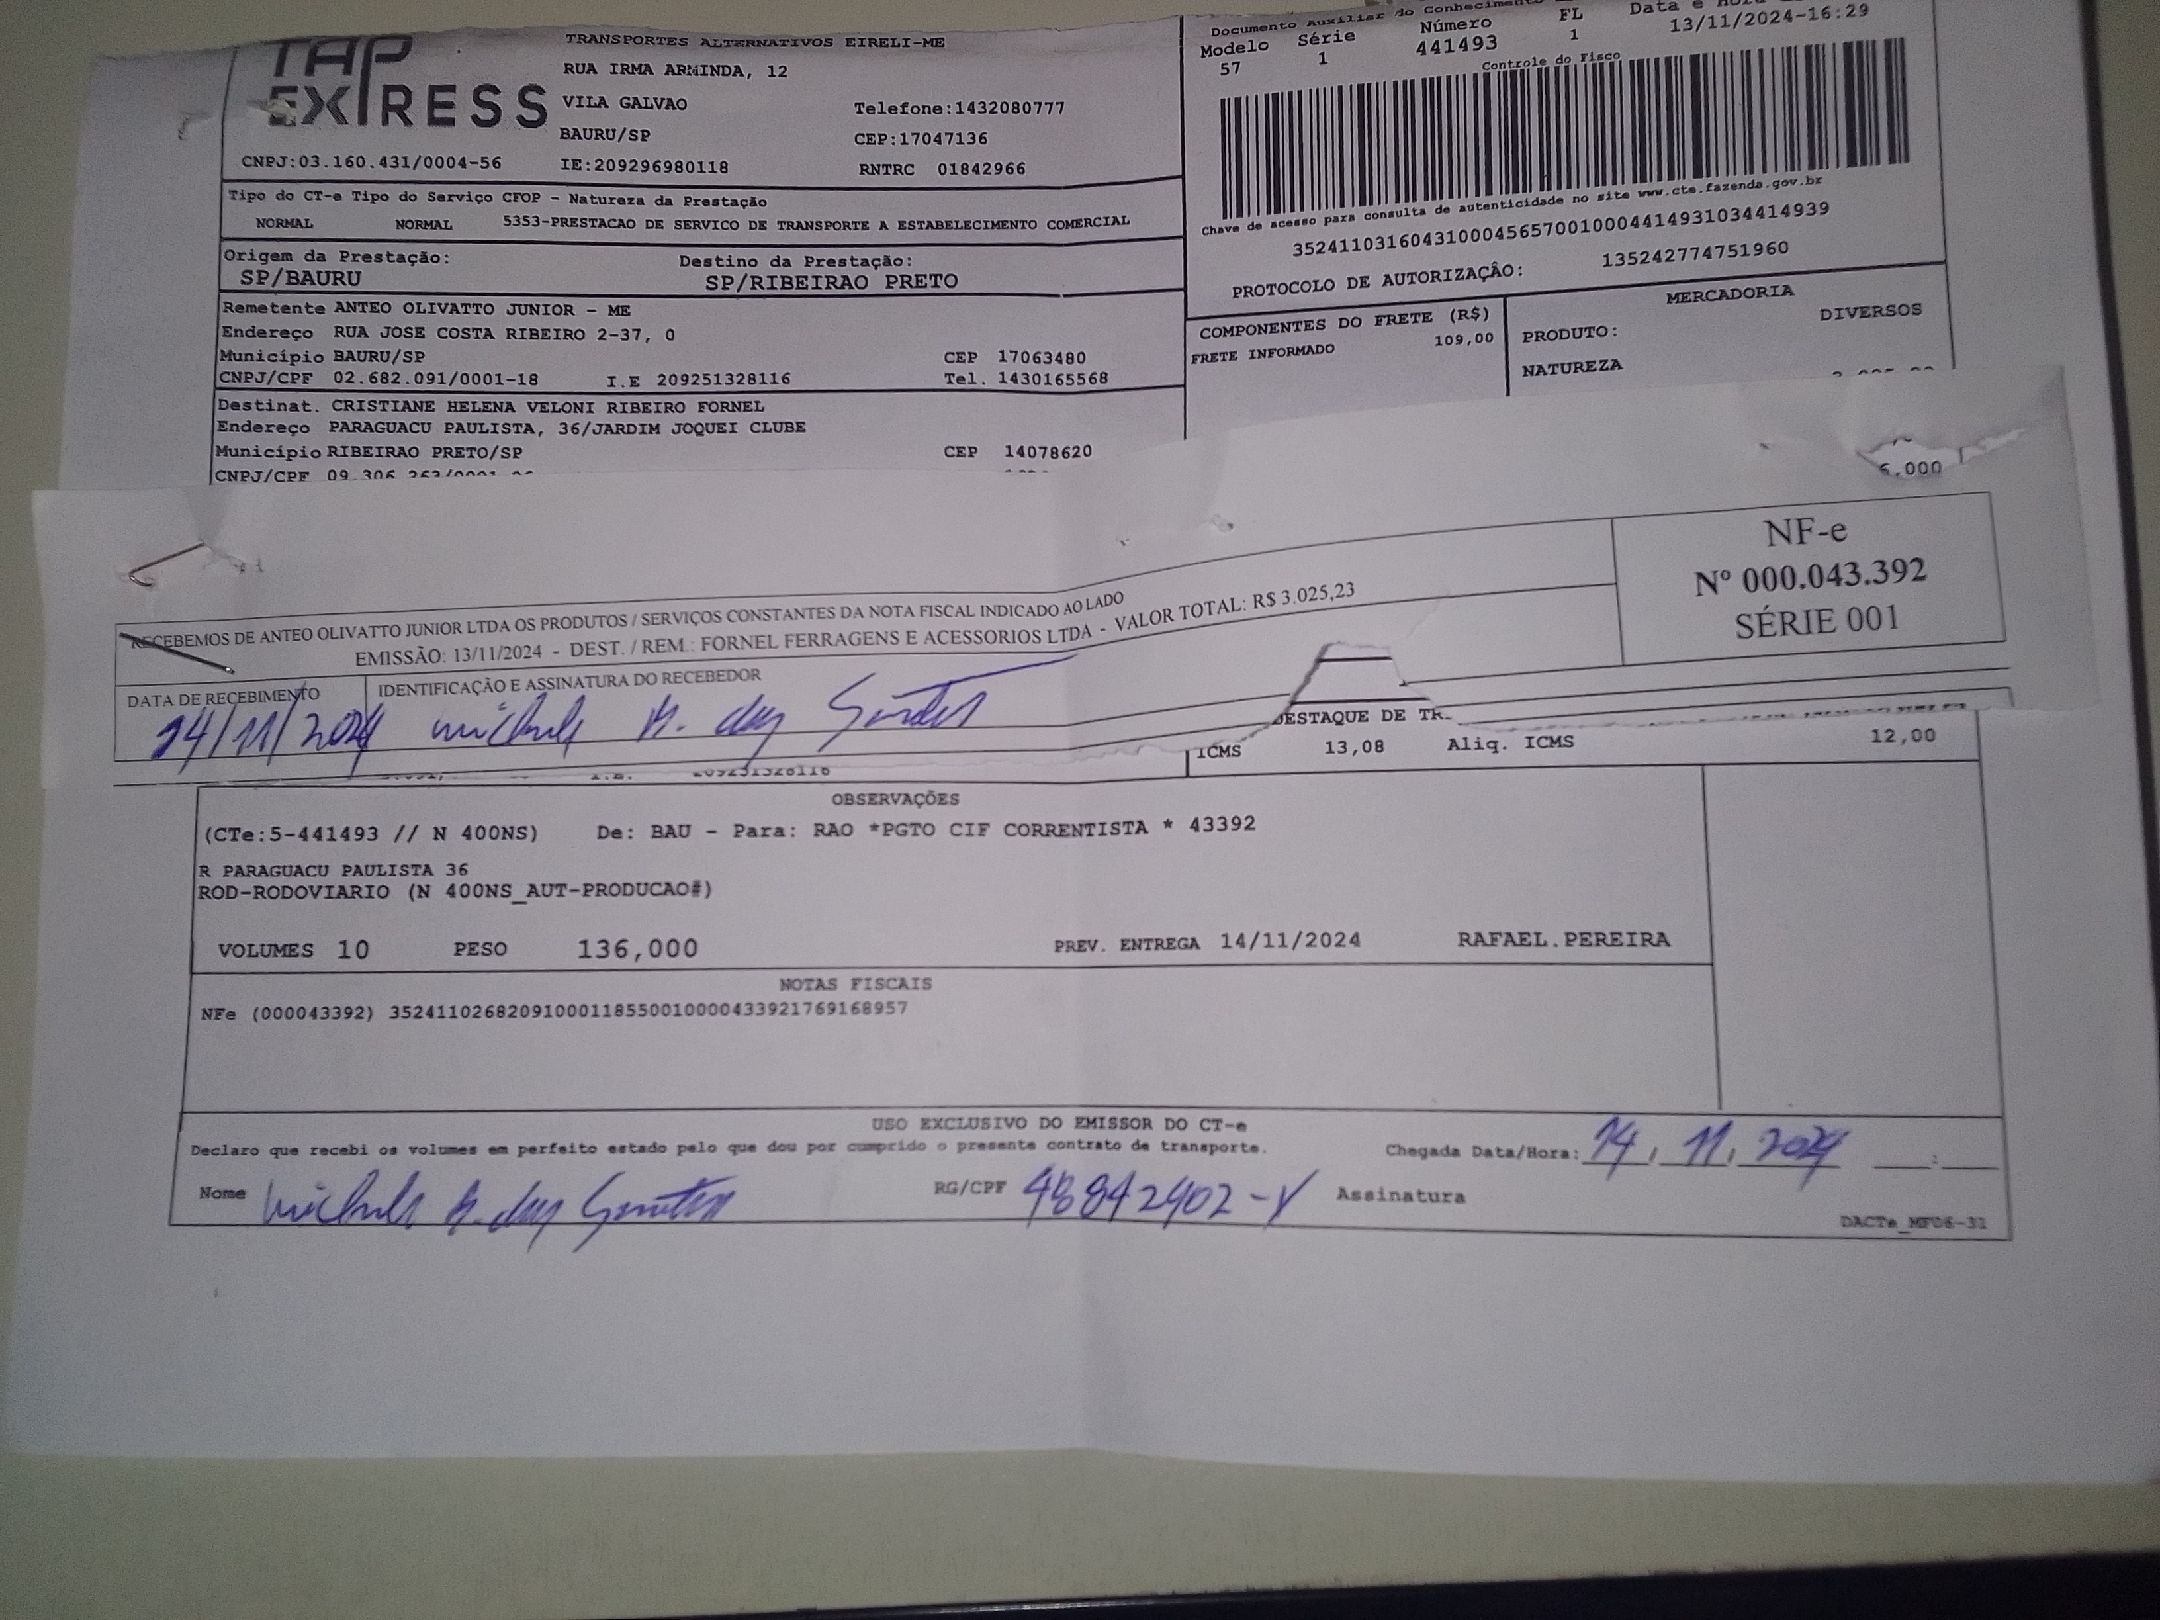 TAP EXPRESS
TRANSPORTES ALTERNATIVOS EIRELI-ME
RUA IRMA ARMINDA, 12
VILA GALVAO Telefone:1432080777
BAURU/SP CEP:17047136
CNPJ:03.160.431/0004-56 IE:209296980118 RNTRC 01842966
Documento Auxiliar do Conhecimento
Modelo Série Número FL Data e
57 1 441493 1 13/11/2024-16:29
Controle do Fisco
Chave de acesso para consulta de autenticidade no site www.cte.fazenda.gov.br
35241103160431000456570010004414931034414939
PROTOCOLO DE AUTORIZAÇÂO: 135242774751960
Tipo do CT-e Tipo do Serviço CFOP - Natureza da Prestação
NORMAL NORMAL 5353-PRESTACAO DE SERVICO DE TRANSPORTE A ESTABELECIMENTO COMERCIAL
Origem da Prestação: Destino da Prestação:
SP/BAURU SP/RIBEIRAO PRETO
Remetente ANTEO OLIVATTO JUNIOR - ME
Endereço RUA JOSE COSTA RIBEIRO 2-37, 0
Município BAURU/SP CEP 17063480
CNPJ/CPF 02.682.091/0001-18 I.E 209251328116 Tel. 1430165568
COMPONENTES DO FRETE (R$)
FRETE INFORMADO 109,00
MERCADORIA
PRODUTO: DIVERSOS
NATUREZA
Destinat. CRISTIANE HELENA VELONI RIBEIRO FORNEL
Endereço PARAGUACU PAULISTA, 36/JARDIM JOQUEI CLUBE
Município RIBEIRAO PRETO/SP CEP 14078620
CNPJ/CPF 09.306.263/0001
6,000
RECEBEMOS DE ANTEO OLIVATTO JUNIOR LTDA OS PRODUTOS / SERVIÇOS CONSTANTES DA NOTA FISCAL INDICADO AO LADO
EMISSÃO: 13/11/2024 - DEST. / REM.: FORNEL FERRAGENS E ACESSORIOS LTDA - VALOR TOTAL: R$ 3.025,23
NF-e
Nº 000.043.392
SÉRIE 001
DATA DE RECEBIMENTO IDENTIFICAÇÃO E ASSINATURA DO RECEBEDOR
14/11/2024
DESTAQUE DE TR
ICMS 13,08 Aliq. ICMS 12,00
I.E. 209251328116
OBSERVAÇÕES
(CTe:5-441493 // N 400NS) De: BAU - Para: RAO *PGTO CIF CORRENTISTA * 43392
R PARAGUACU PAULISTA 36
ROD-RODOVIARIO (N 400NS_AUT-PRODUCAO#)
VOLUMES 10 PESO 136,000 PREV. ENTREGA 14/11/2024 RAFAEL.PEREIRA
NOTAS FISCAIS
NFe (000043392) 35241102682091000118550010000433921769168957
USO EXCLUSIVO DO EMISSOR DO CT-e
Declaro que recebi os volumes em perfeito estado pelo que dou por cumprido o presente contrato de transporte. Chegada Data/Hora: 14, 11, 2024 :
Nome RG/CPF 48842402-X Assinatura
DACTe_MF06-31